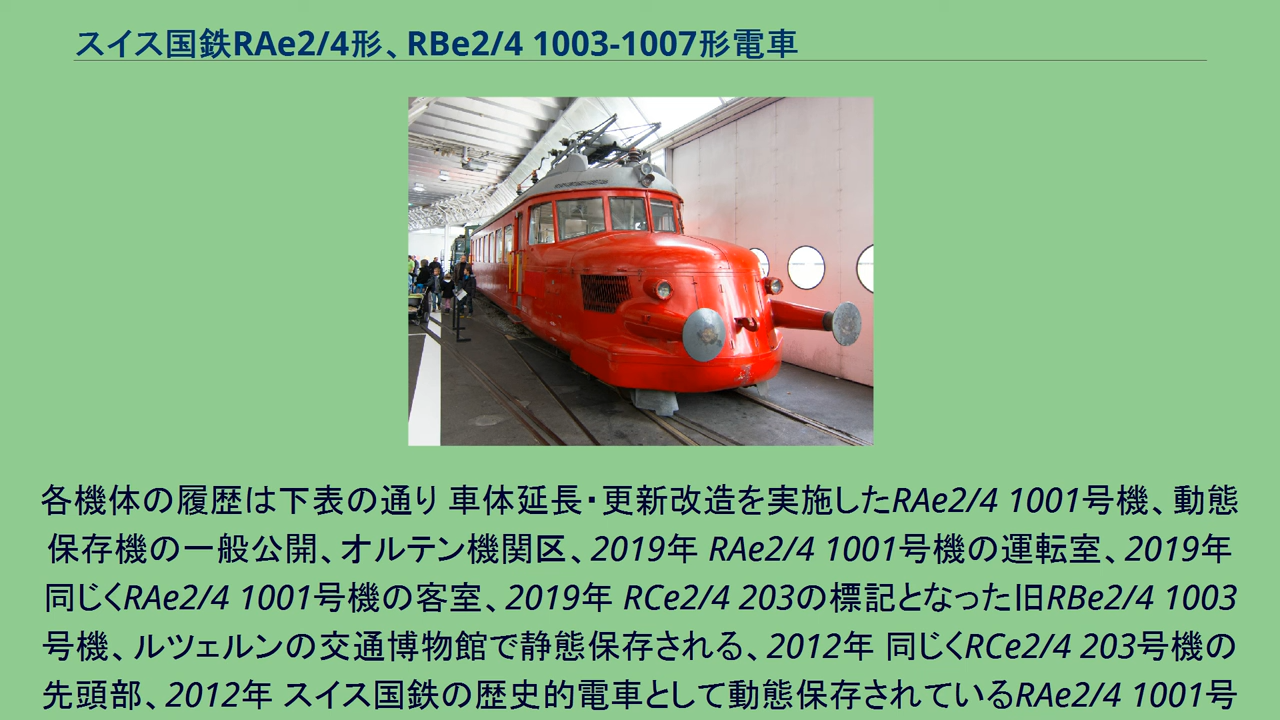 スイス国鉄RAe2/4形、RBe2/4 1003-1007形電車
各機体の履歴は下表の通り 車体延長・更新改造を実施したRAe2/4 1001号機、動態
保存機の一般公開、オルテン機関区、2019年 RAe2/4 1001号機の運転室、2019年
同じくRAe2/4 1001号機の客室、2019年 RCe2/4 203の標記となった旧RBe2/4 1003
号機、ルツェルンの交通博物館で静態保存される、2012年 同じくRCe2/4 203号機の
先頭部、2012年 スイス国鉄の歴史的電車として動態保存されているRAe2/4 1001号